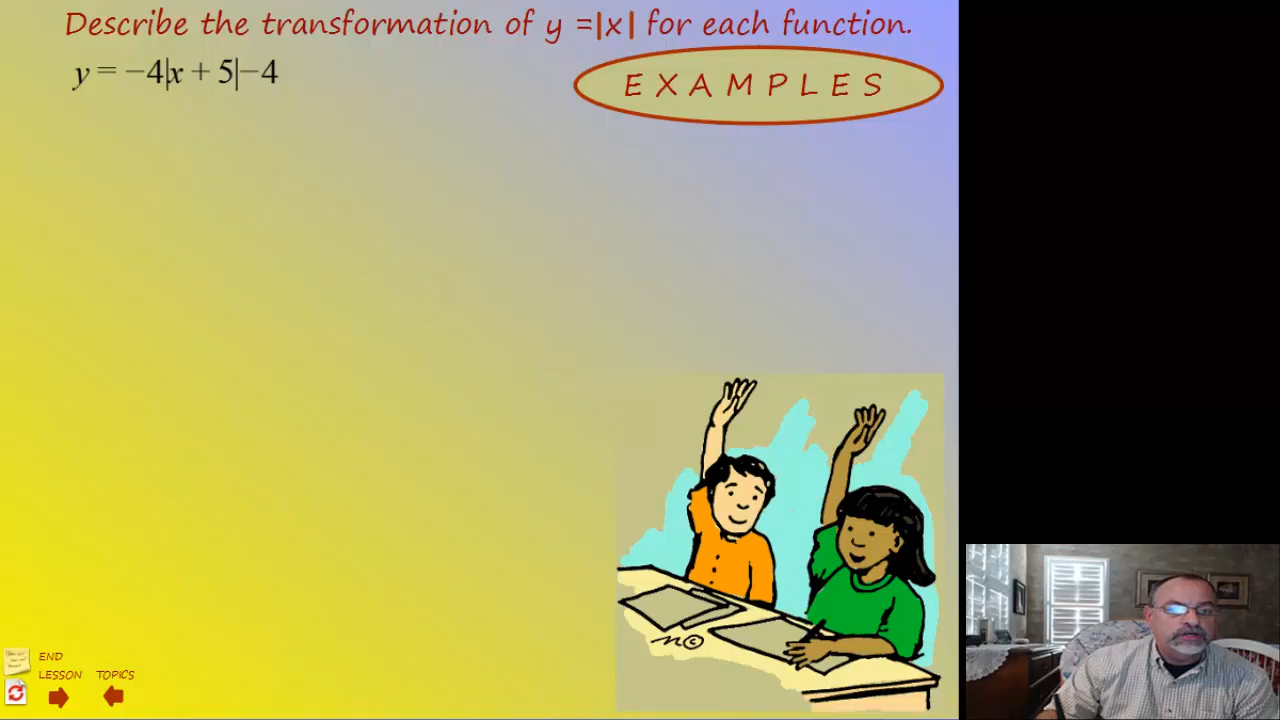 Describe the transformation of y =|x| for each function.
y = −4|x + 5|−4
EXAMPLES
END
LESSON
TOPICS